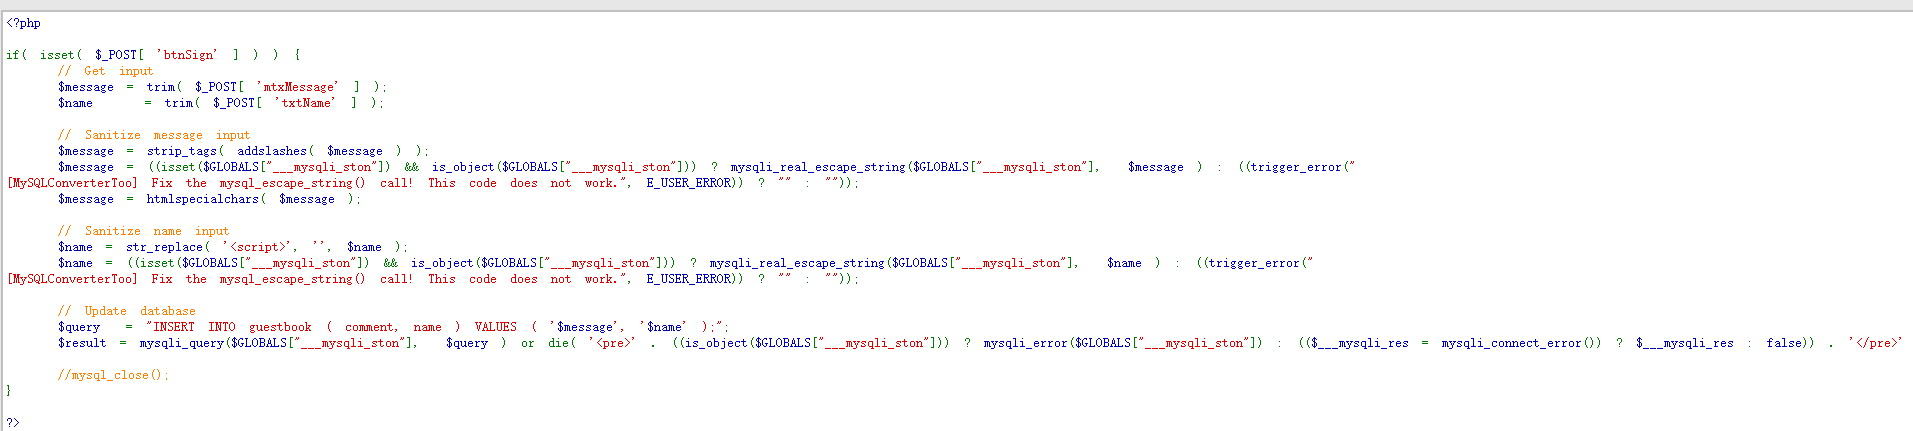 <?php
if( isset( $_POST[ 'btnSign' ] ) ) {
// Get input
$message = trim( $_POST[ 'mtxMessage' ] );
$name = trim( $_POST[ 'txtName' ] );
// Sanitize message input
$message = strip_tags( addslashes( $message ) );
$message = ((isset($GLOBALS["___mysqli_ston"]) && is_object($GLOBALS["___mysqli_ston"])) ? mysqli_real_escape_string($GLOBALS["___mysqli_ston"], $message ) : ((trigger_error("
[MySQLConverterToo] Fix the mysql_escape_string() call! This code does not work.", E_USER_ERROR)) ? "" : ""));
$message = htmlspecialchars( $message );
// Sanitize name input
$name = str_replace( '<script>', '', $name );
$name = ((isset($GLOBALS["___mysqli_ston"]) && is_object($GLOBALS["___mysqli_ston"])) ? mysqli_real_escape_string($GLOBALS["___mysqli_ston"], $name ) : ((trigger_error("
[MySQLConverterToo] Fix the mysql_escape_string() call! This code does not work.", E_USER_ERROR)) ? "" : ""));
// Update database
$query = "INSERT INTO guestbook ( comment, name ) VALUES ( '$message', '$name' );";
$result = mysqli_query($GLOBALS["___mysqli_ston"], $query ) or die( '<pre>' . ((is_object($GLOBALS["___mysqli_ston"])) ? mysqli_error($GLOBALS["___mysqli_ston"]) : (($___mysqli_res = mysqli_connect_error()) ? $___mysqli_res : false)) . '</pre>'
//mysql_close();
}
?>